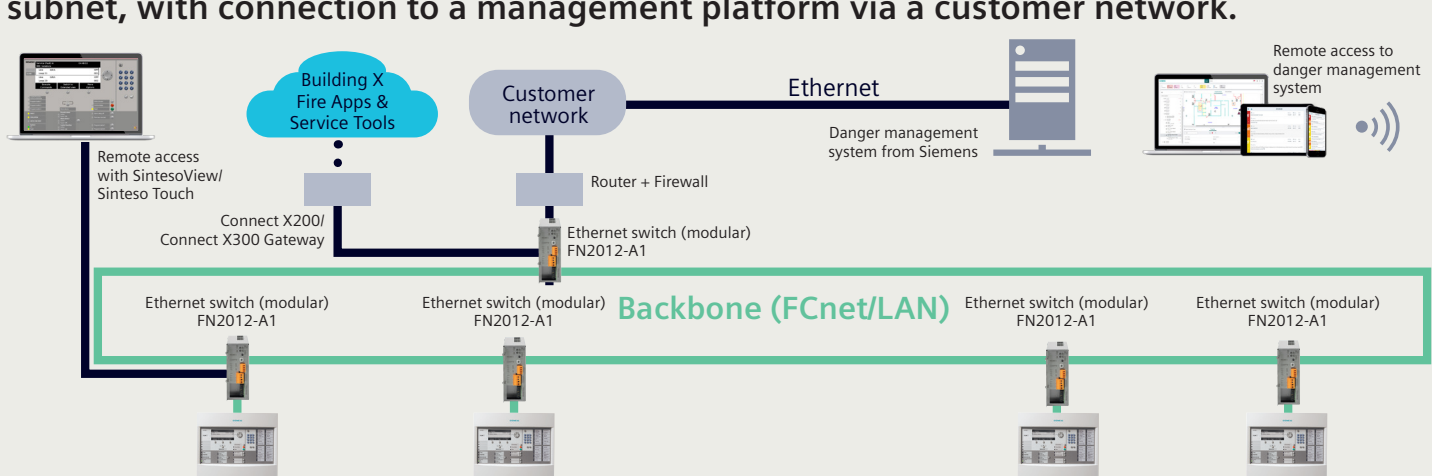 subnet, with connection to a management platform via a customer network.
Building X
Fire Apps &
Service Tools
Customer
network
Ethernet
Remote access to
danger management
system
Danger management
system from Siemens
Remote access
with SintesoView/
Sinteso Touch
Router + Firewall
Connect X200/
Connect X300 Gateway
Ethernet switch (modular)
FN2012-A1
Ethernet switch (modular)
FN2012-A1
Ethernet switch (modular)
FN2012-A1
Backbone (FCnet/LAN)
Ethernet switch (modular)
FN2012-A1
Ethernet switch (modular)
FN2012-A1